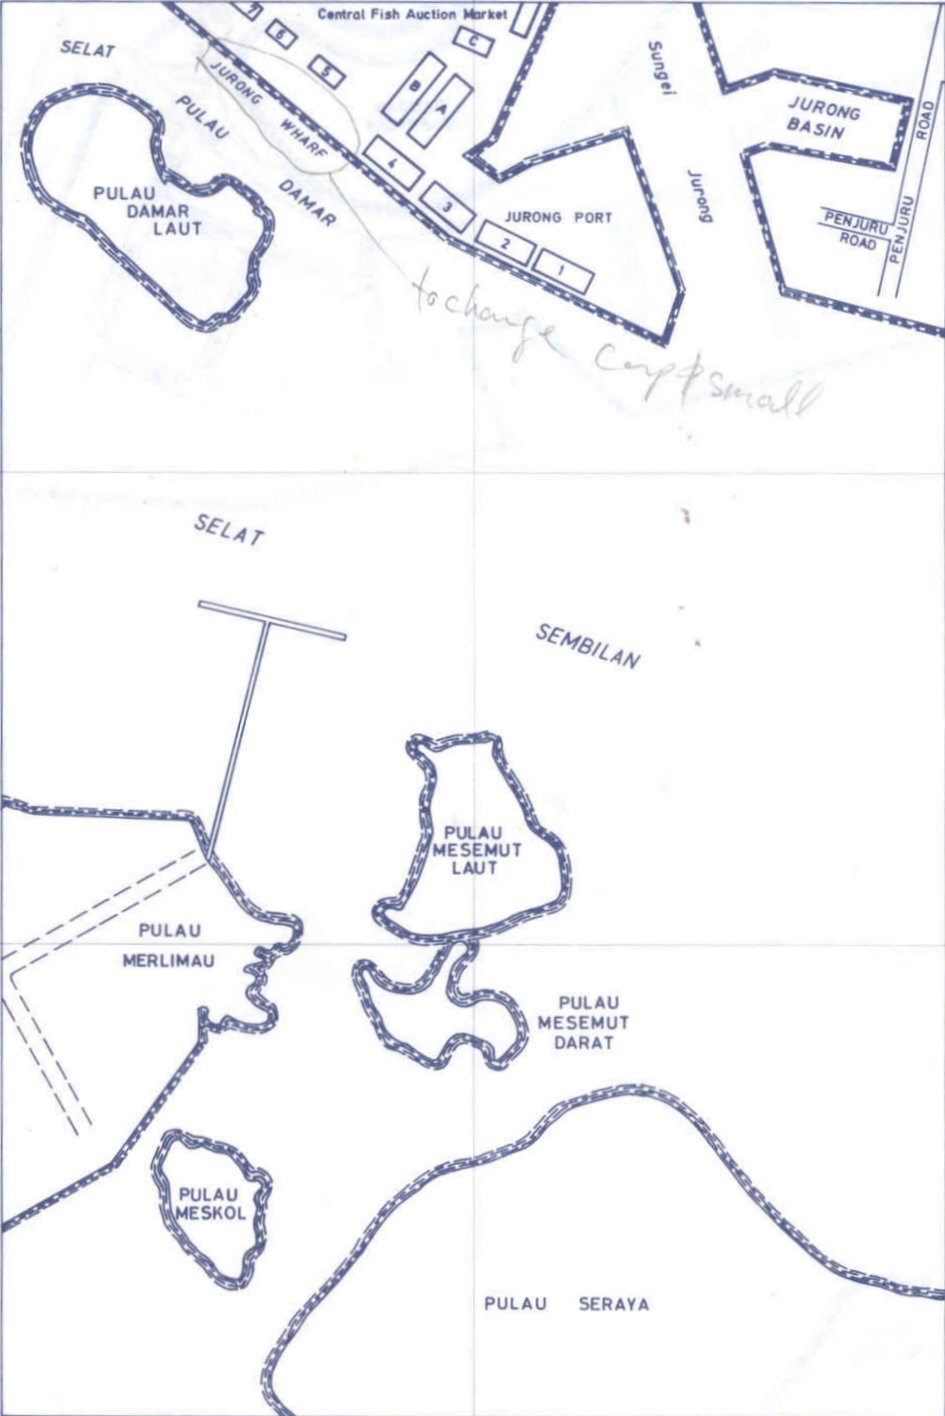 Central Fish Auction Market
7
6
5
C
B
A
SELAT
PULAU
DAMAR
JURONG
WHARF
4
3
2
1
JURONG PORT
Sungei
Jurong
JURONG
BASIN
PENJURU
ROAD
PENJURU
ROAD
PULAU
DAMAR
LAUT
to change
small
SELAT
SEMBILAN
PULAU
MESEMUT
LAUT
PULAU
MERLIMAU
PULAU
MESEMUT
DARAT
PULAU
MESKOL
PULAU SERAYA